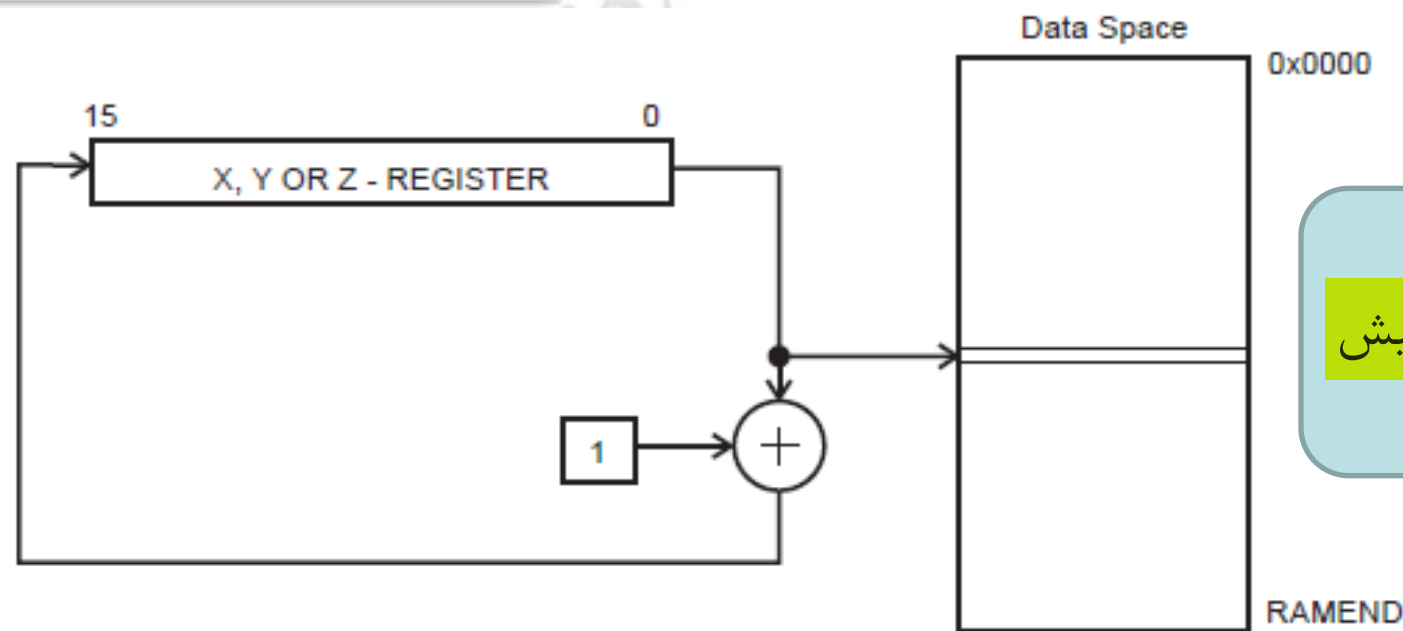 Data Space
0x0000
15
0
X, Y OR Z - REGISTER
1
+
RAMEND